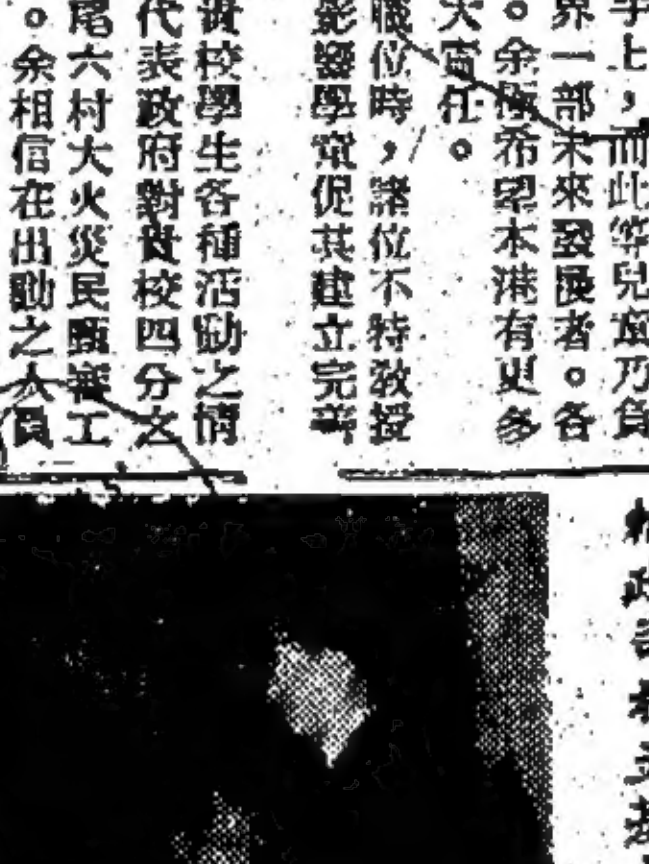 手上，而此等兒童乃負
界一部未來發展者。各
。余極希望本港有更多
大責任。
職位時，諸位不特教授
影響學眾促其建立完善
貴校學生各種活動之情
代表政府對貴校四分之
尾六村大火災民甄審工
。余相信在出動之人員